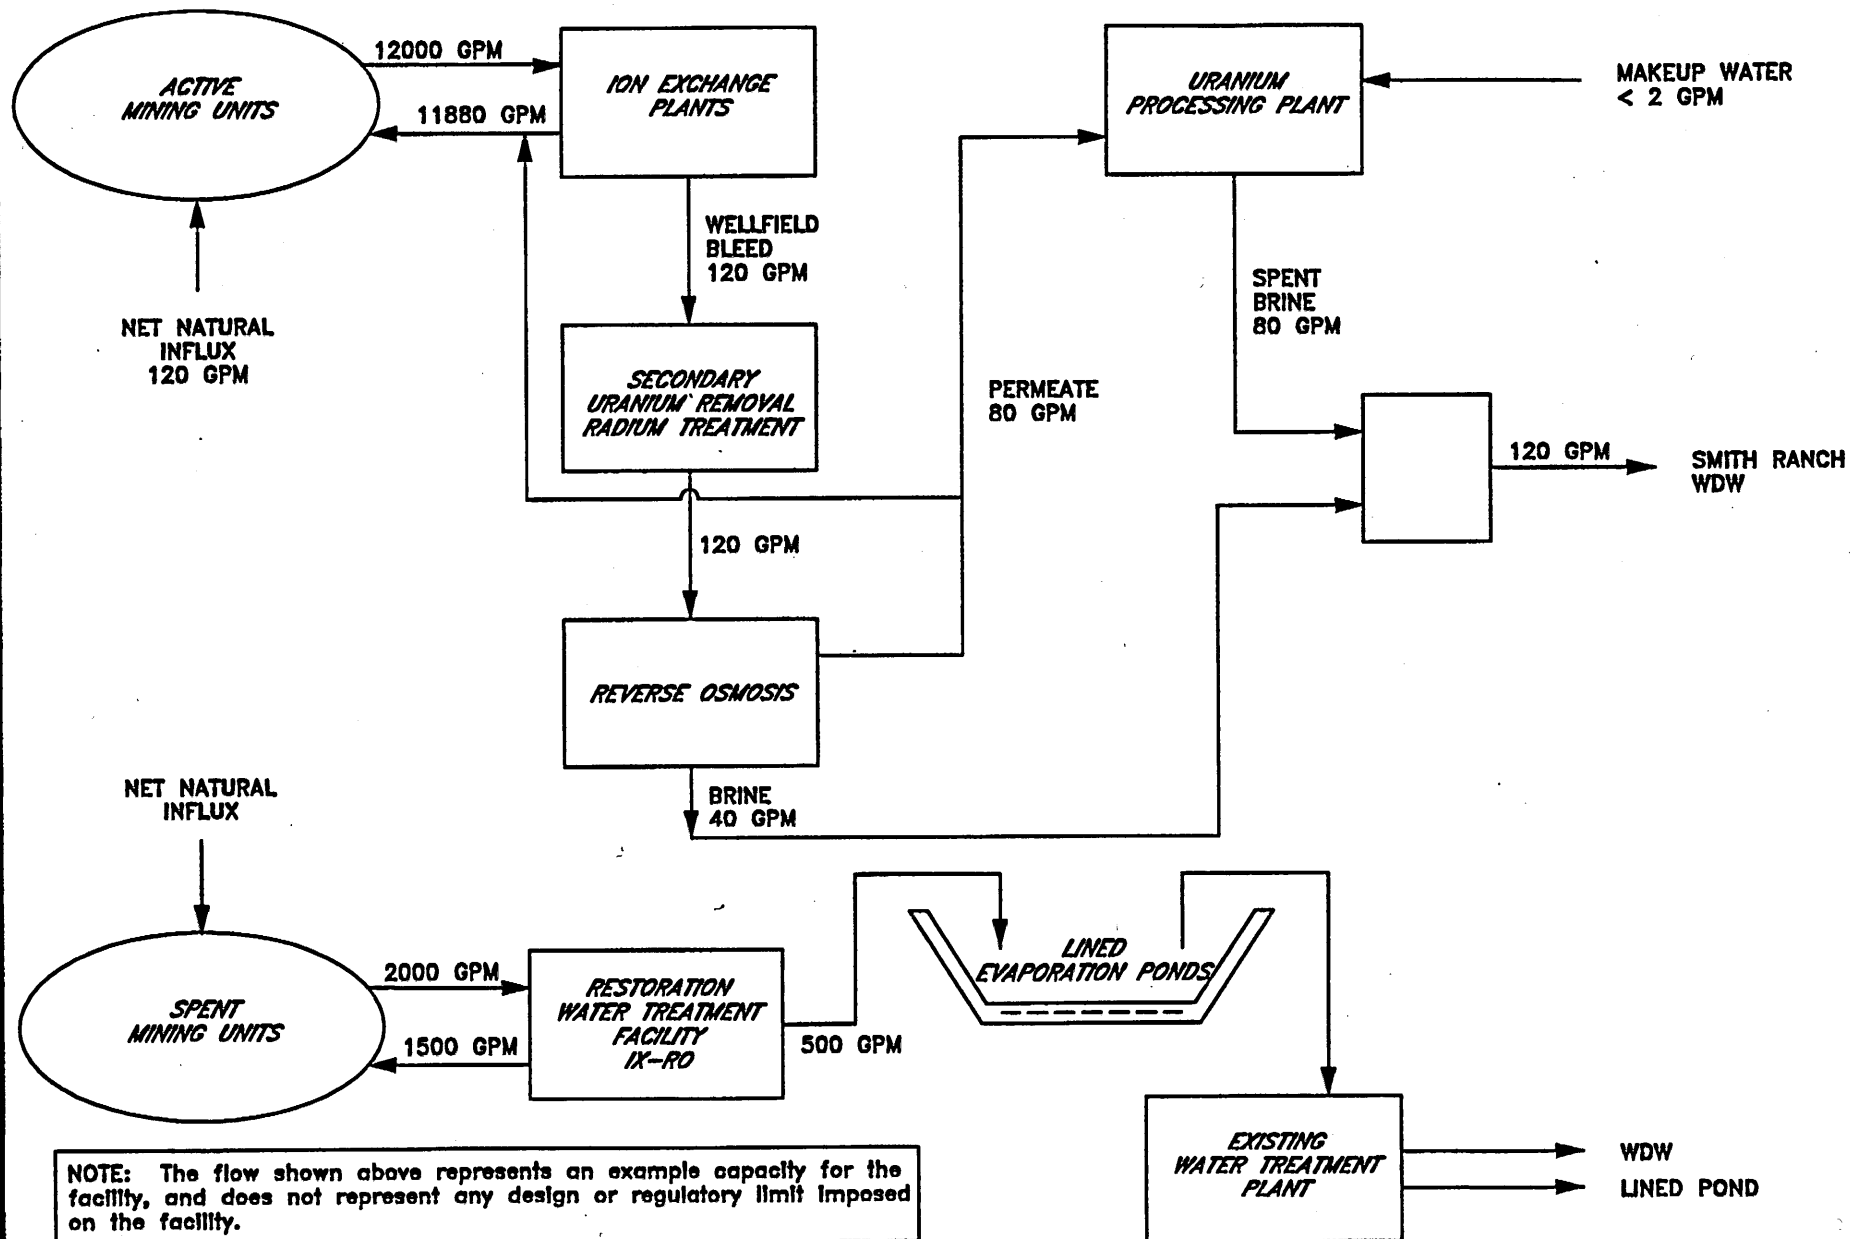 12000 GPM
ACTIVE
MINING UNITS
11880 GPM
ION EXCHANGE
PLANTS
URANIUM
PROCESSING PLANT
MAKEUP WATER
< 2 GPM
WELLFIELD
BLEED
120 GPM
NET NATURAL
INFLUX
120 GPM
SPENT
BRINE
80 GPM
SECONDARY
URANIUM REMOVAL
RADIUM TREATMENT
PERMEATE
80 GPM
120 GPM
SMITH RANCH
WDW
120 GPM
REVERSE OSMOSIS
BRINE
40 GPM
NET NATURAL
INFLUX
SPENT
MINING UNITS
2000 GPM
1500 GPM
RESTORATION
WATER TREATMENT
FACILITY
IX-RO
500 GPM
LINED
EVAPORATION PONDS
EXISTING
WATER TREATMENT
PLANT
WDW
LINED POND
NOTE: The flow shown above represents an example capacity for the
facility, and does not represent any design or regulatory limit imposed
on the facility.